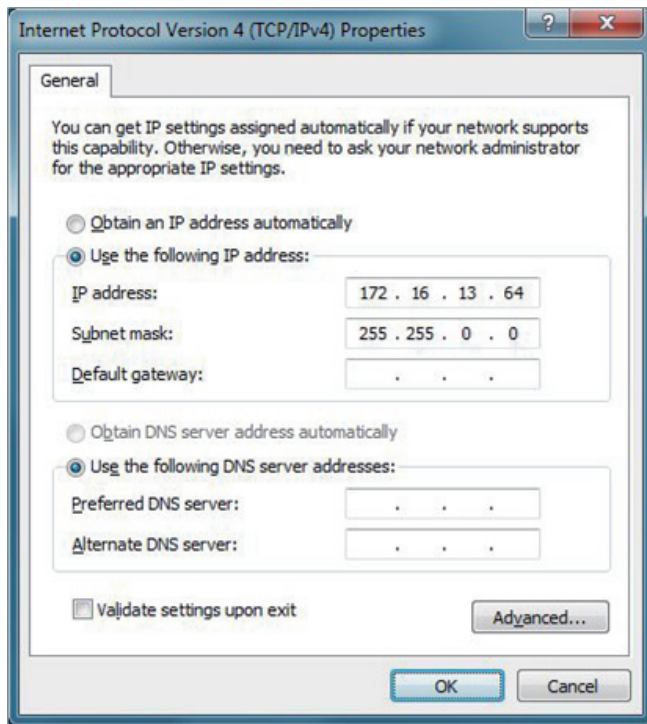 Internet Protocol Version 4 (TCP/IPv4) Properties
?
X
General
You can get IP settings assigned automatically if your network supports
this capability. Otherwise, you need to ask your network administrator
for the appropriate IP settings.
Obtain an IP address automatically
Use the following IP address:
IP address: 172 . 16 . 13 . 64
Subnet mask: 255 . 255 . 0 . 0
Default gateway: . . .
Obtain DNS server address automatically
Use the following DNS server addresses:
Preferred DNS server: . . .
Alternate DNS server: . . .
Validate settings upon exit
Advanced...
OK Cancel